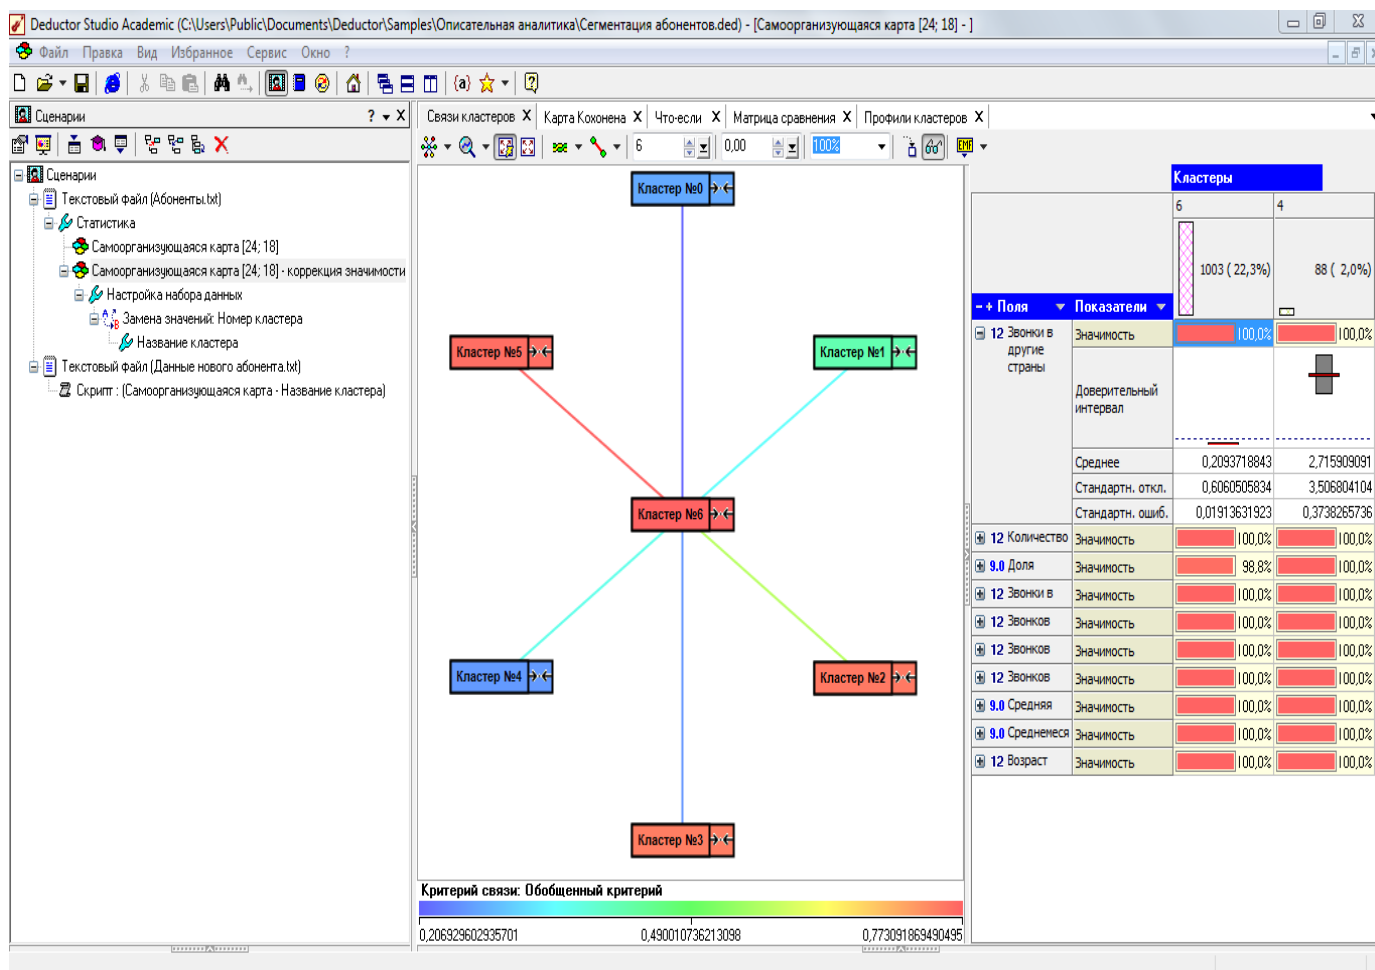 Deductor Studio Academic (C:\Users\Public\Documents\Deductor\Samples\Описательная аналитика\Сегментация абонентов.ded) - [Самоорганизующаяся карта [24; 18] - ]
Файл Правка Вид Избранное Сервис Окно ?
Сценарии
Связи кластеров X Карта Кохонена X Что-если X Матрица сравнения X Профили кластеров X
6 0,00 100% EMF
Сценарии
Текстовый файл (Абоненты.txt)
Статистика
Самоорганизующаяся карта [24; 18]
Самоорганизующаяся карта [24; 18] - коррекция значимости
Настройка набора данных
Замена значений: Номер кластера
Название кластера
Текстовый файл (Данные нового абонента.txt)
Скрипт : (Самоорганизующаяся карта - Название кластера)
Кластер №0
Кластер №5
Кластер №1
Кластер №6
Кластер №4
Кластер №2
Кластер №3
Критерий связи: Обобщенный критерий
0,206929602935701 0,490010736213098 0,773091869490495
Кластеры
6 4
1003 ( 22,3%) 88 ( 2,0%)
- + Поля Показатели
12 Звонки в другие страны Значимость 100,0% 100,0%
Доверительный интервал
Среднее 0,2093718843 2,715909091
Стандартн. откл. 0,6060505834 3,506804104
Стандартн. ошиб. 0,01913631923 0,3738265736
12 Количество Значимость 100,0% 100,0%
9.0 Доля Значимость 98,8% 100,0%
12 Звонки в Значимость 100,0% 100,0%
12 Звонков Значимость 100,0% 100,0%
12 Звонков Значимость 100,0% 100,0%
12 Звонков Значимость 100,0% 100,0%
9.0 Средняя Значимость 100,0% 100,0%
9.0 Среднемеся Значимость 100,0% 100,0%
12 Возраст Значимость 100,0% 100,0%